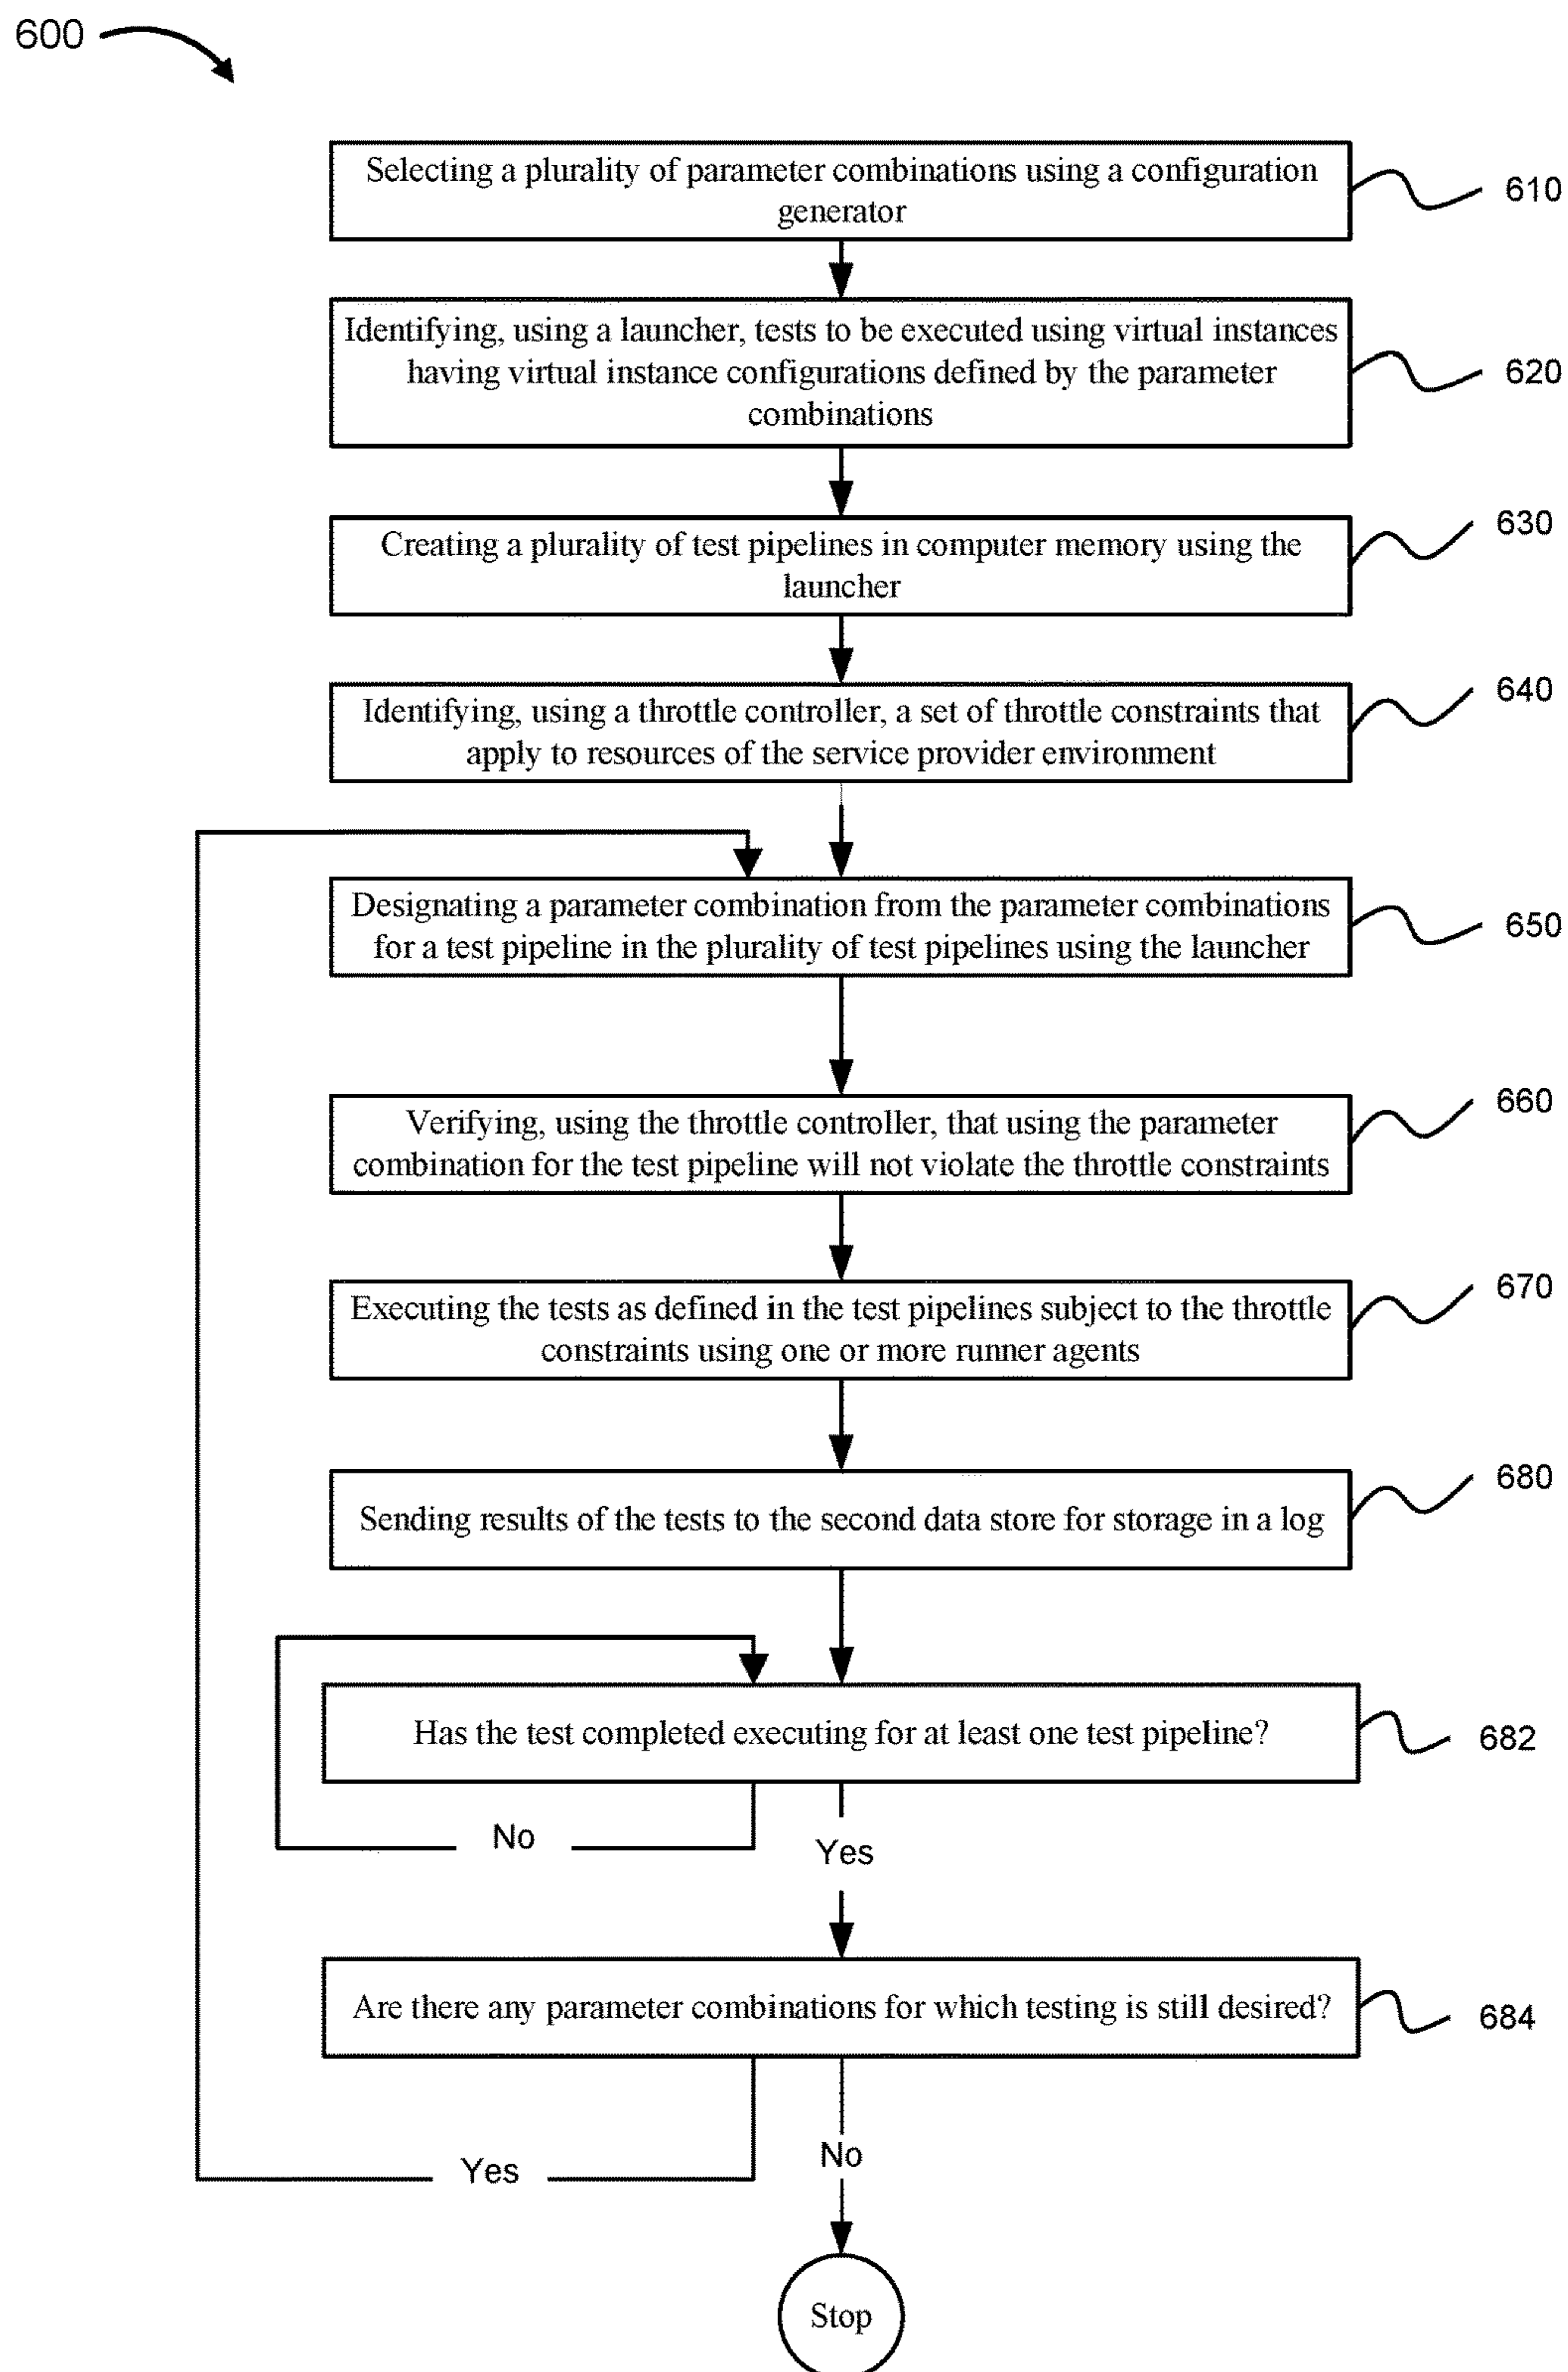 600
Selecting a plurality of parameter combinations using a configuration
generator
610
Identifying, using a launcher, tests to be executed using virtual instances
having virtual instance configurations defined by the parameter
combinations
620
Creating a plurality of test pipelines in computer memory using the
launcher
630
Identifying, using a throttle controller, a set of throttle constraints that
apply to resources of the service provider environment
640
Designating a parameter combination from the parameter combinations
for a test pipeline in the plurality of test pipelines using the launcher
650
Verifying, using the throttle controller, that using the parameter
combination for the test pipeline will not violate the throttle constraints
660
Executing the tests as defined in the test pipelines subject to the throttle
constraints using one or more runner agents
670
Sending results of the tests to the second data store for storage in a log
680
Has the test completed executing for at least one test pipeline?
682
No
Yes
Are there any parameter combinations for which testing is still desired?
684
Yes
No
Stop